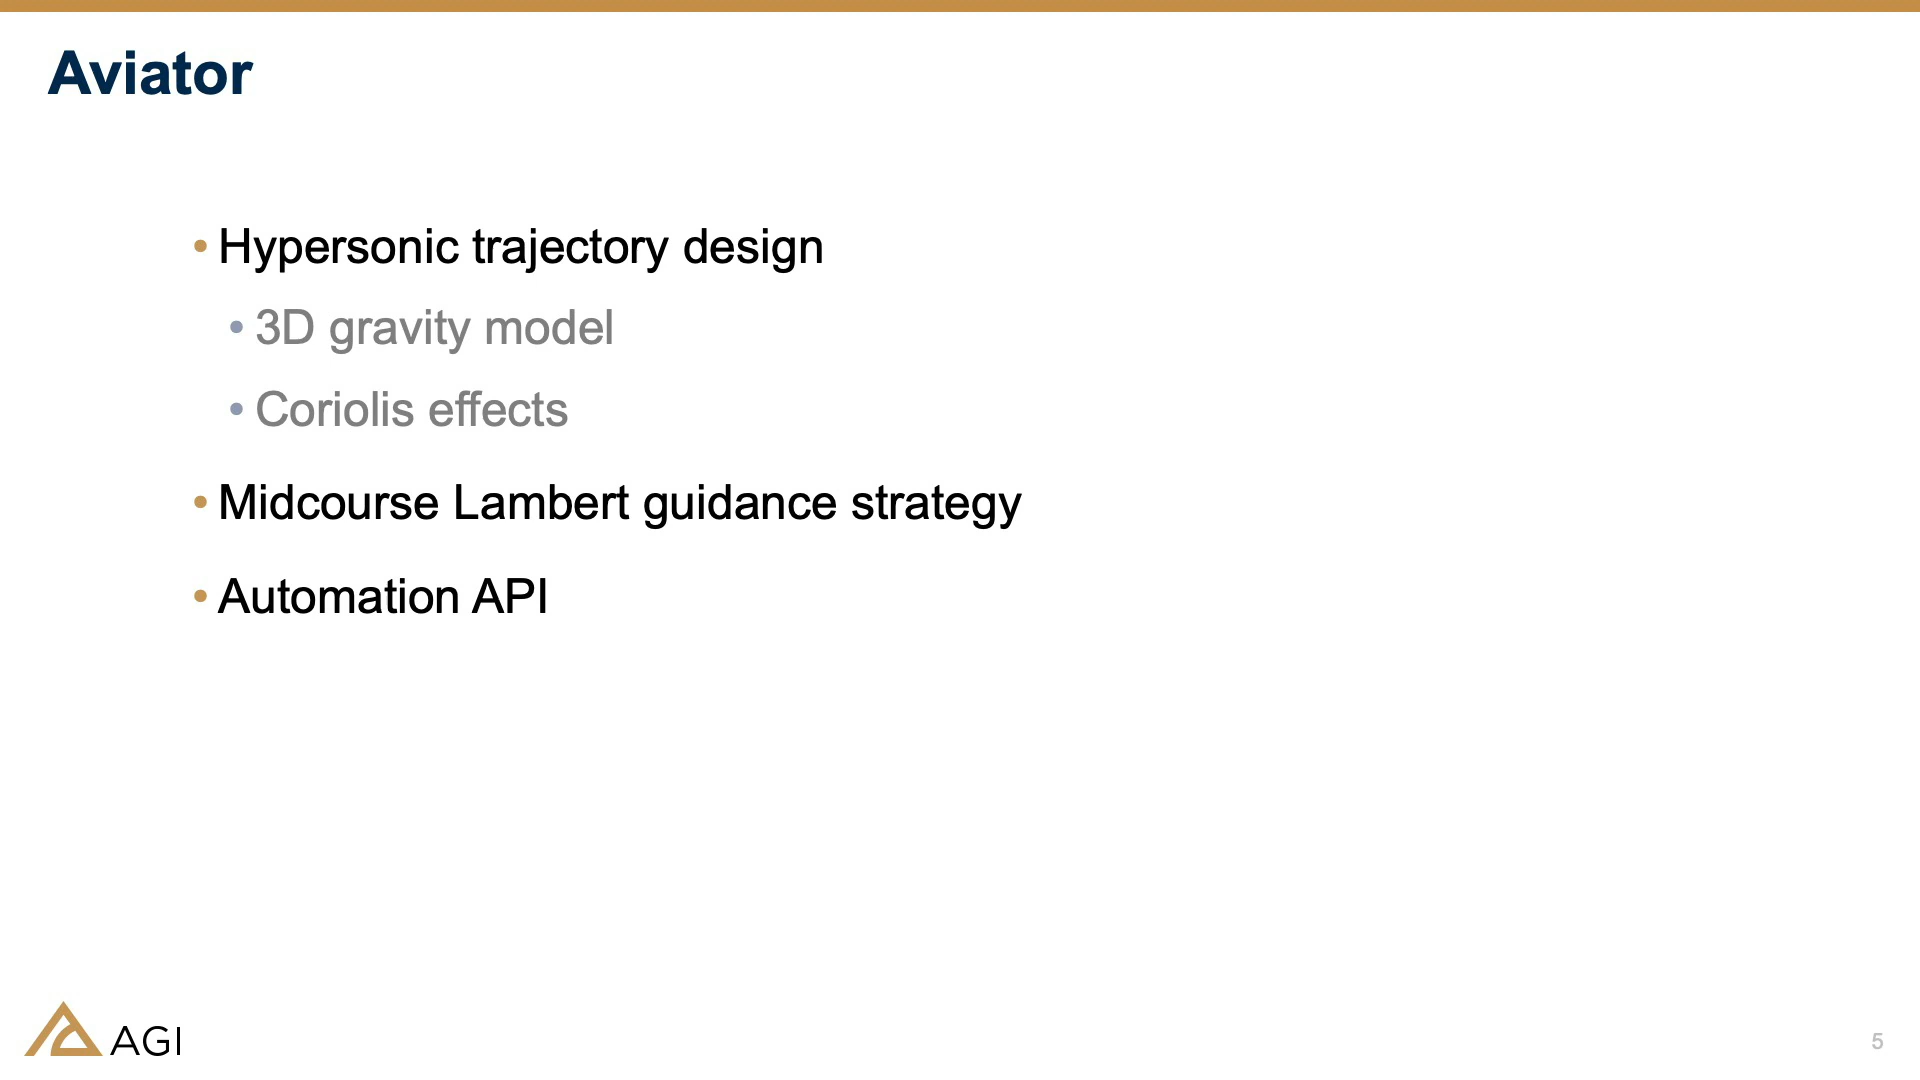 Aviator
• Hypersonic trajectory design
• 3D gravity model
• Coriolis effects
• Midcourse Lambert guidance strategy
• Automation API
AGI
5